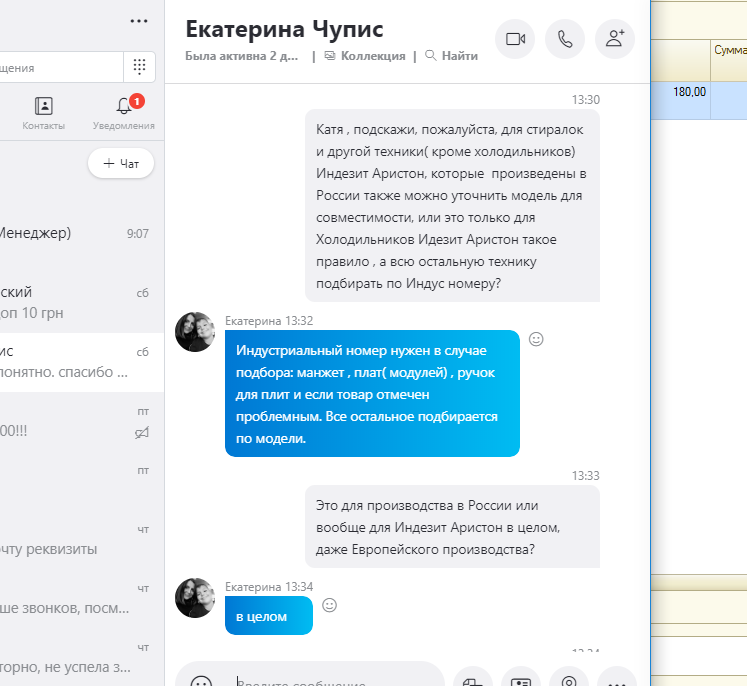 Екатерина Чупис
Была активна 2 д... | Коллекция | Найти
щения
Контакты
Уведомления
1
+ Чат
Менеджер)
9:07
ский
сб
оп 10 грн
ис
сб
понятно. спасибо ...
пт
00!!!
пт
чт
чту реквизиты
чт
ше звонков, посм...
чт
торно, не успела з...
13:30
Катя , подскажи, пожалуйста, для стиралок
и другой техники( кроме холодильников)
Индезит Аристон, которые произведены в
России также можно уточнить модель для
совместимости, или это только для
Холодильников Идезит Аристон такое
правило , а всю остальную технику
подбирать по Индус номеру?
Екатерина 13:32
Индустриальный номер нужен в случае
подбора: манжет , плат( модулей) , ручок
для плит и если товар отмечен
проблемным. Все остальное подбирается
по модели.
13:33
Это для производства в России или
вообще для Индезит Аристон в целом,
даже Европейского производства?
Екатерина 13:34
в целом
Введите сообщение
Сумма
180,00